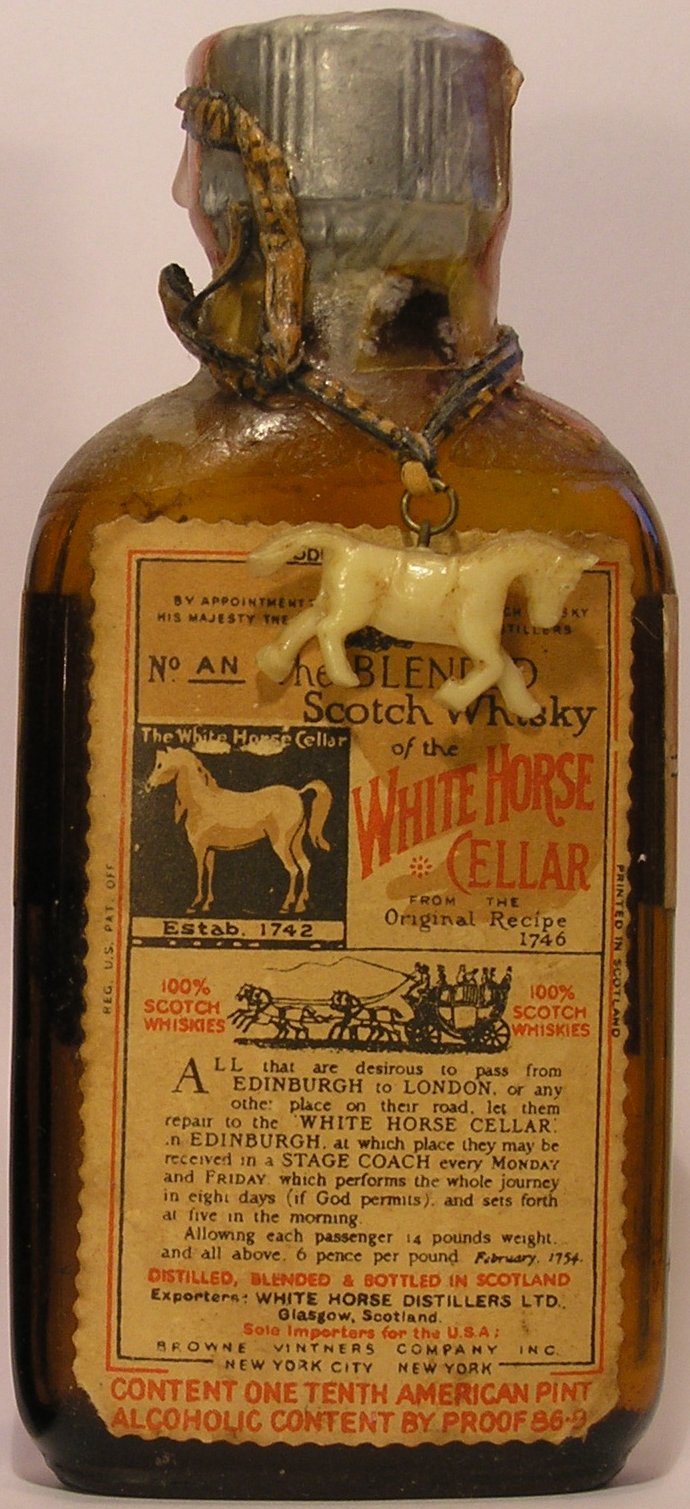 BY APPOINTMENT
HIS MAJESTY THE
Nº AN The BLENDED
Scotch Whisky
of the
WHITE HORSE
CELLAR
FROM THE
Original Recipe
1746
The White Horse Cellar
Estab. 1742
REG. U.S. PAT. OFF.
PRINTED IN SCOTLAND
100%
SCOTCH
WHISKIES
100%
SCOTCH
WHISKIES
ALL that are desirous to pass from
EDINBURGH to LONDON, or any
other place on their road, let them
repair to the WHITE HORSE CELLAR
in EDINBURGH, at which place they may be
received in a STAGE COACH every MONDAY
and FRIDAY, which performs the whole journey
in eight days (if God permits), and sets forth
at five in the morning.
Allowing each passenger 14 pounds weight,
and all above, 6 pence per pound February, 1754.
DISTILLED, BLENDED & BOTTLED IN SCOTLAND
Exporters: WHITE HORSE DISTILLERS LTD.,
Glasgow, Scotland.
Sole Importers for the U.S.A:
BROWNE VINTNERS COMPANY INC.
NEW YORK CITY NEW YORK
CONTENT ONE TENTH AMERICAN PINT
ALCOHOLIC CONTENT BY PROOF 86·8